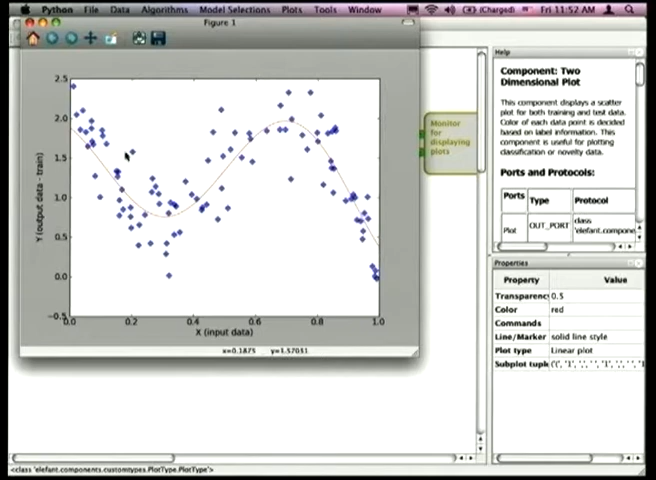 Python File Data Algorithms Model Selections Plots Tools Window (Charged) Fri 11:52 AM
Figure 1
2.5
2.0
1.5
1.0
0.5
0.0
−0.5
0.0 0.2 0.4 0.6 0.8 1.0
Y (output data - train)
X (input data)
x=0.1875 y=1.57031
Monitor
for
displaying
plots
Help
Component: Two
Dimensional Plot
This component displays a scatter
plot for both training and test data.
Color of each data point is decided
based on label information. This
component is useful for plotting
classification or novelty data.
Ports and Protocols:
Ports Type Protocol
Plot OUT_PORT class
'elefant.compone
Properties
Property Value
Transparenc 0.5
Color red
Commands
Line/Marker solid line style
Plot type Linear plot
Subplot tuple
<class 'elefant.components.customtypes.PlotType.PlotType'>